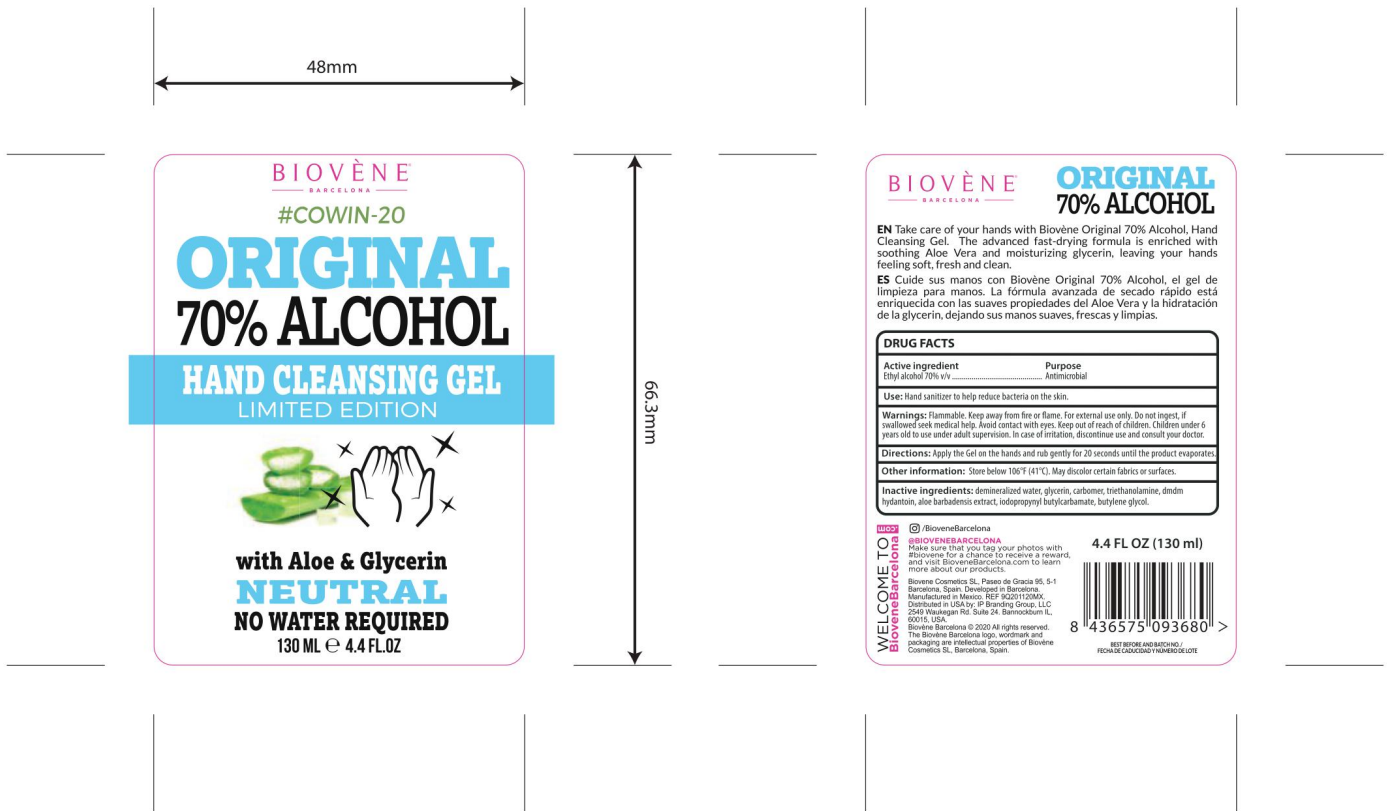 48mm
66.3mm
BIOVÈNE®
BARCELONA
#COWIN-20
ORIGINAL
70% ALCOHOL
HAND CLEANSING GEL
LIMITED EDITION
with Aloe & Glycerin
NEUTRAL
NO WATER REQUIRED
130 ML ℮ 4.4 FL.OZ
BIOVÈNE®
BARCELONA
ORIGINAL
70% ALCOHOL
EN Take care of your hands with Biovène Original 70% Alcohol, Hand
Cleansing Gel. The advanced fast-drying formula is enriched with
soothing Aloe Vera and moisturizing glycerin, leaving your hands
feeling soft, fresh and clean.
ES Cuide sus manos con Biovène Original 70% Alcohol, el gel de
limpieza para manos. La fórmula avanzada de secado rápido está
enriquecida con las suaves propiedades del Aloe Vera y la hidratación
de la glycerin, dejando sus manos suaves, frescas y limpias.
DRUG FACTS
Active ingredient Purpose
Ethyl alcohol 70% v/v ............................................ Antimicrobial
Use: Hand sanitizer to help reduce bacteria on the skin.
Warnings: Flammable. Keep away from fire or flame. For external use only. Do not ingest, if
swallowed seek medical help. Avoid contact with eyes. Keep out of reach of children. Children under 6
years old to use under adult supervision. In case of irritation, discontinue use and consult your doctor.
Directions: Apply the Gel on the hands and rub gently for 20 seconds until the product evaporates.
Other information: Store below 106°F (41°C). May discolor certain fabrics or surfaces.
Inactive ingredients: demineralized water, glycerin, carbomer, triethanolamine, dmdm
hydantoin, aloe barbadensis extract, iodopropynyl butylcarbamate, butylene glycol.
WELCOME TO
BioveneBarcelona.com
/BioveneBarcelona
@BIOVENEBARCELONA
Make sure that you tag your photos with
#biovene for a chance to receive a reward,
and visit BioveneBarcelona.com to learn
more about our products.
Biovene Cosmetics SL, Paseo de Gracia 95, 5-1
Barcelona, Spain. Developed in Barcelona.
Manufactured in Mexico. REF 9Q201120MX.
Distributed in USA by: IP Branding Group, LLC
2549 Waukegan Rd. Suite 24. Bannockburn IL,
60015, USA.
Biovène Barcelona © 2020 All rights reserved.
The Biovène Barcelona logo, wordmark and
packaging are intellectual properties of Biovène
Cosmetics SL, Barcelona, Spain.
4.4 FL OZ (130 ml)
8 436575 093680 >
BEST BEFORE AND BATCH NO. /
FECHA DE CADUCIDAD Y NÚMERO DE LOTE